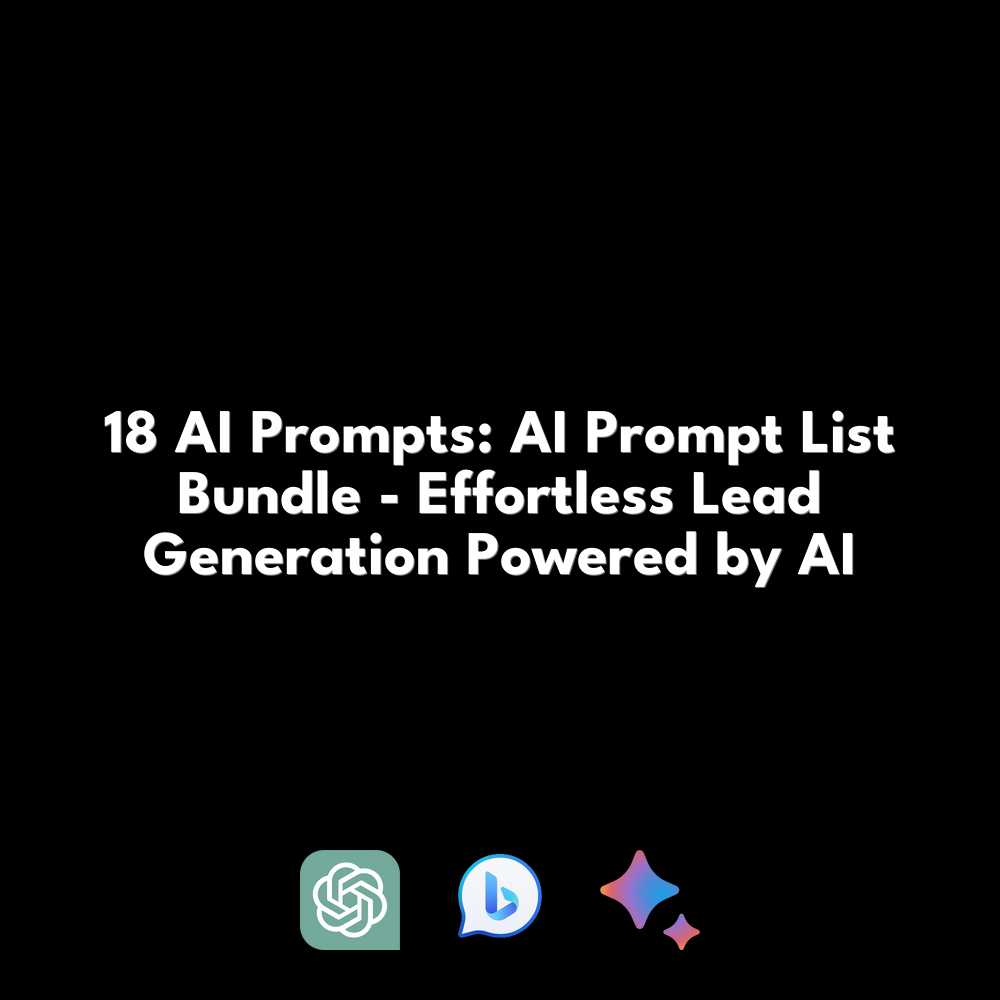 18 AI Prompts: AI Prompt List
Bundle - Effortless Lead
Generation Powered by AI